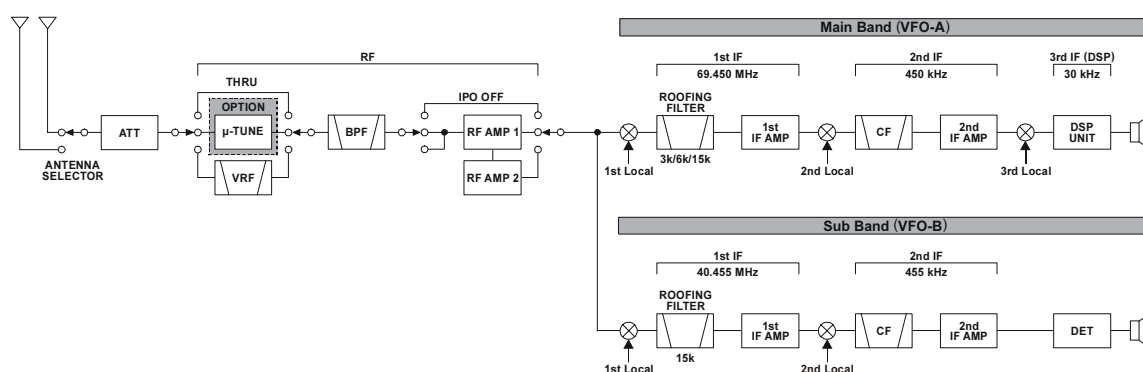 Main Band (VFO-A)
RF
1st IF
69.450 MHz
2nd IF
450 kHz
3rd IF (DSP)
30 kHz
THRU
OPTION
µ-TUNE
VRF
IPO OFF
ATT
BPF
RF AMP 1
RF AMP 2
ANTENNA
SELECTOR
ROOFING
FILTER
3k/6k/15k
1st
IF AMP
CF
2nd
IF AMP
DSP
UNIT
1st Local
2nd Local
3rd Local
Sub Band (VFO-B)
1st IF
40.455 MHz
2nd IF
455 kHz
ROOFING
FILTER
15k
1st
IF AMP
CF
2nd
IF AMP
DET
1st Local
2nd Local